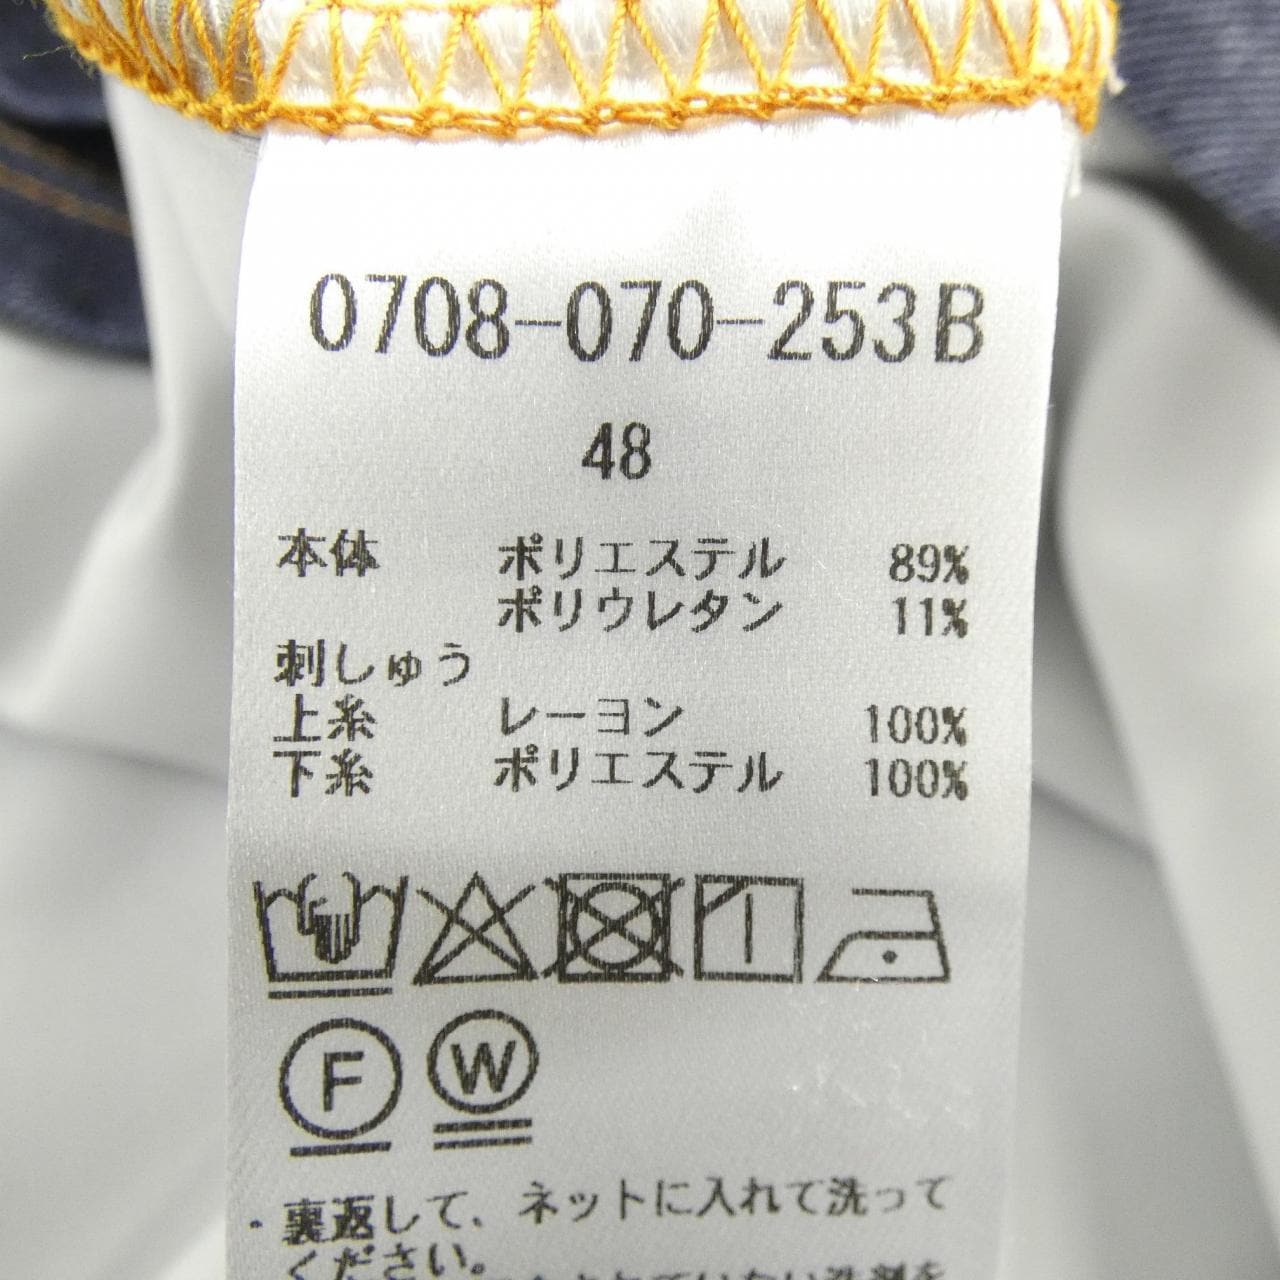 0708-070-253B
48
本体 ポリエステル 89%
ポリウレタン 11%
刺しゅう
上糸 レーヨン 100%
下糸 ポリエステル 100%
F W
・裏返して、ネットに入れて洗って
ください。